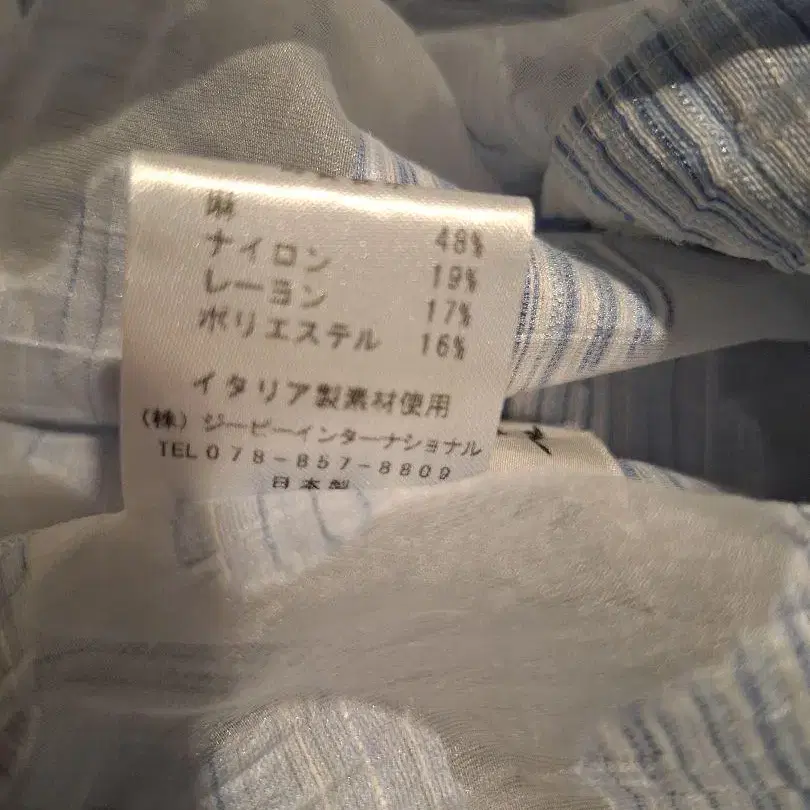 麻 48%
ナイロン 19%
レーヨン 17%
ポリエステル 16%
イタリア製素材使用
(株) ジーピーインターナショナル
TEL 078-857-8809
日本製